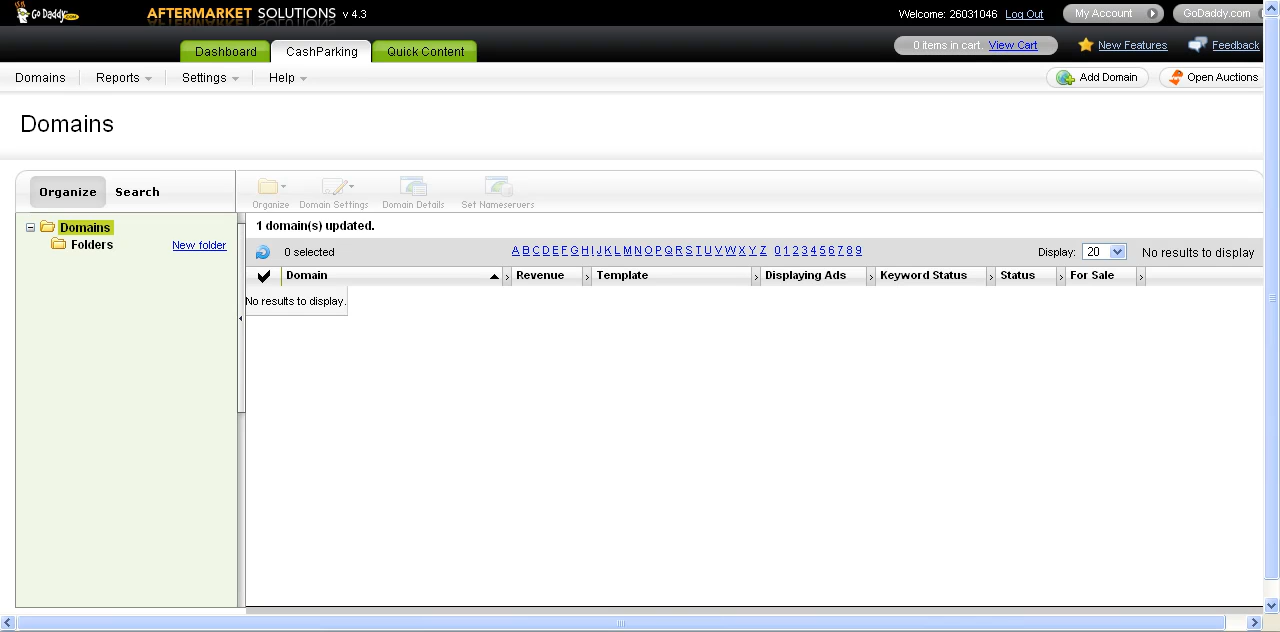 Go Daddy.com AFTERMARKET SOLUTIONS v 4.3 Welcome: 26031046 Log Out My Account GoDaddy.com
Dashboard CashParking Quick Content 0 items in cart. View Cart New Features Feedback
Domains Reports Settings Help Add Domain Open Auctions
Domains
Organize Search Organize Domain Settings Domain Details Set Nameservers
Domains
Folders New folder
1 domain(s) updated.
0 selected A B C D E F G H I J K L M N O P Q R S T U V W X Y Z 0 1 2 3 4 5 6 7 8 9 Display: 20 No results to display
Domain Revenue Template Displaying Ads Keyword Status Status For Sale
No results to display.